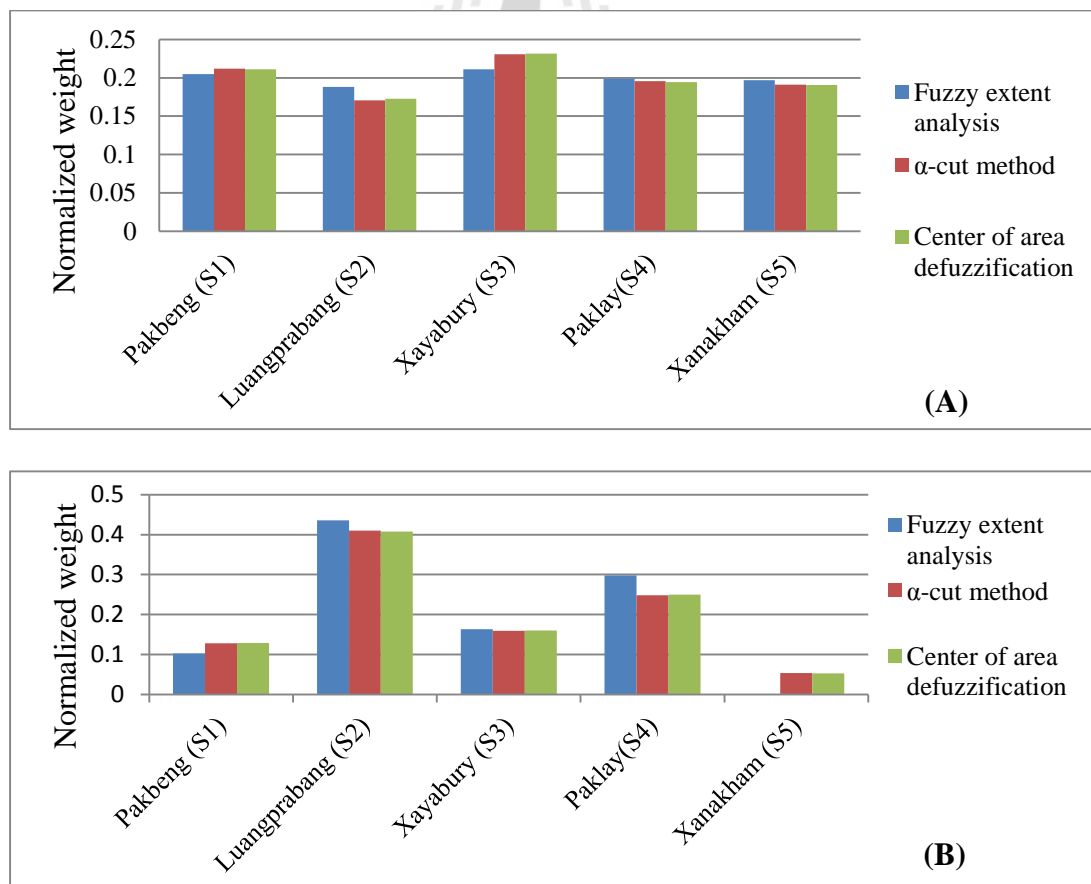 Normalized weight
0.25
0.2
0.15
0.1
0.05
0
Pakbeng (S1)
Luangprabang (S2)
Xayabury (S3)
Paklay(S4)
Xanakham (S5)
Fuzzy extent
analysis
α-cut method
Center of area
defuzzification
(A)
Normalized weight
0.5
0.4
0.3
0.2
0.1
0
Pakbeng (S1)
Luangprabang (S2)
Xayabury (S3)
Paklay(S4)
Xanakham (S5)
Fuzzy extent
analysis
α-cut method
Center of area
defuzzification
(B)